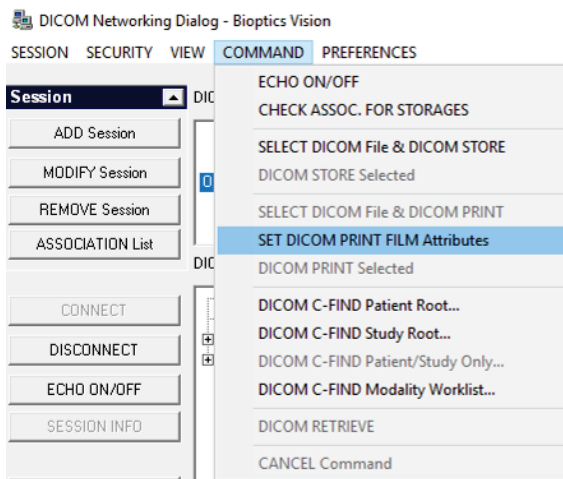 DICOM Networking Dialog - Bioptics Vision
SESSION SECURITY VIEW COMMAND PREFERENCES
Session
DIC
ADD Session
MODIFY Session
REMOVE Session
ASSOCIATION List
DIC
CONNECT
DISCONNECT
ECHO ON/OFF
SESSION INFO
ECHO ON/OFF
CHECK ASSOC. FOR STORAGES
SELECT DICOM File & DICOM STORE
DICOM STORE Selected
SELECT DICOM File & DICOM PRINT
SET DICOM PRINT FILM Attributes
DICOM PRINT Selected
DICOM C-FIND Patient Root...
DICOM C-FIND Study Root...
DICOM C-FIND Patient/Study Only...
DICOM C-FIND Modality Worklist...
DICOM RETRIEVE
CANCEL Command